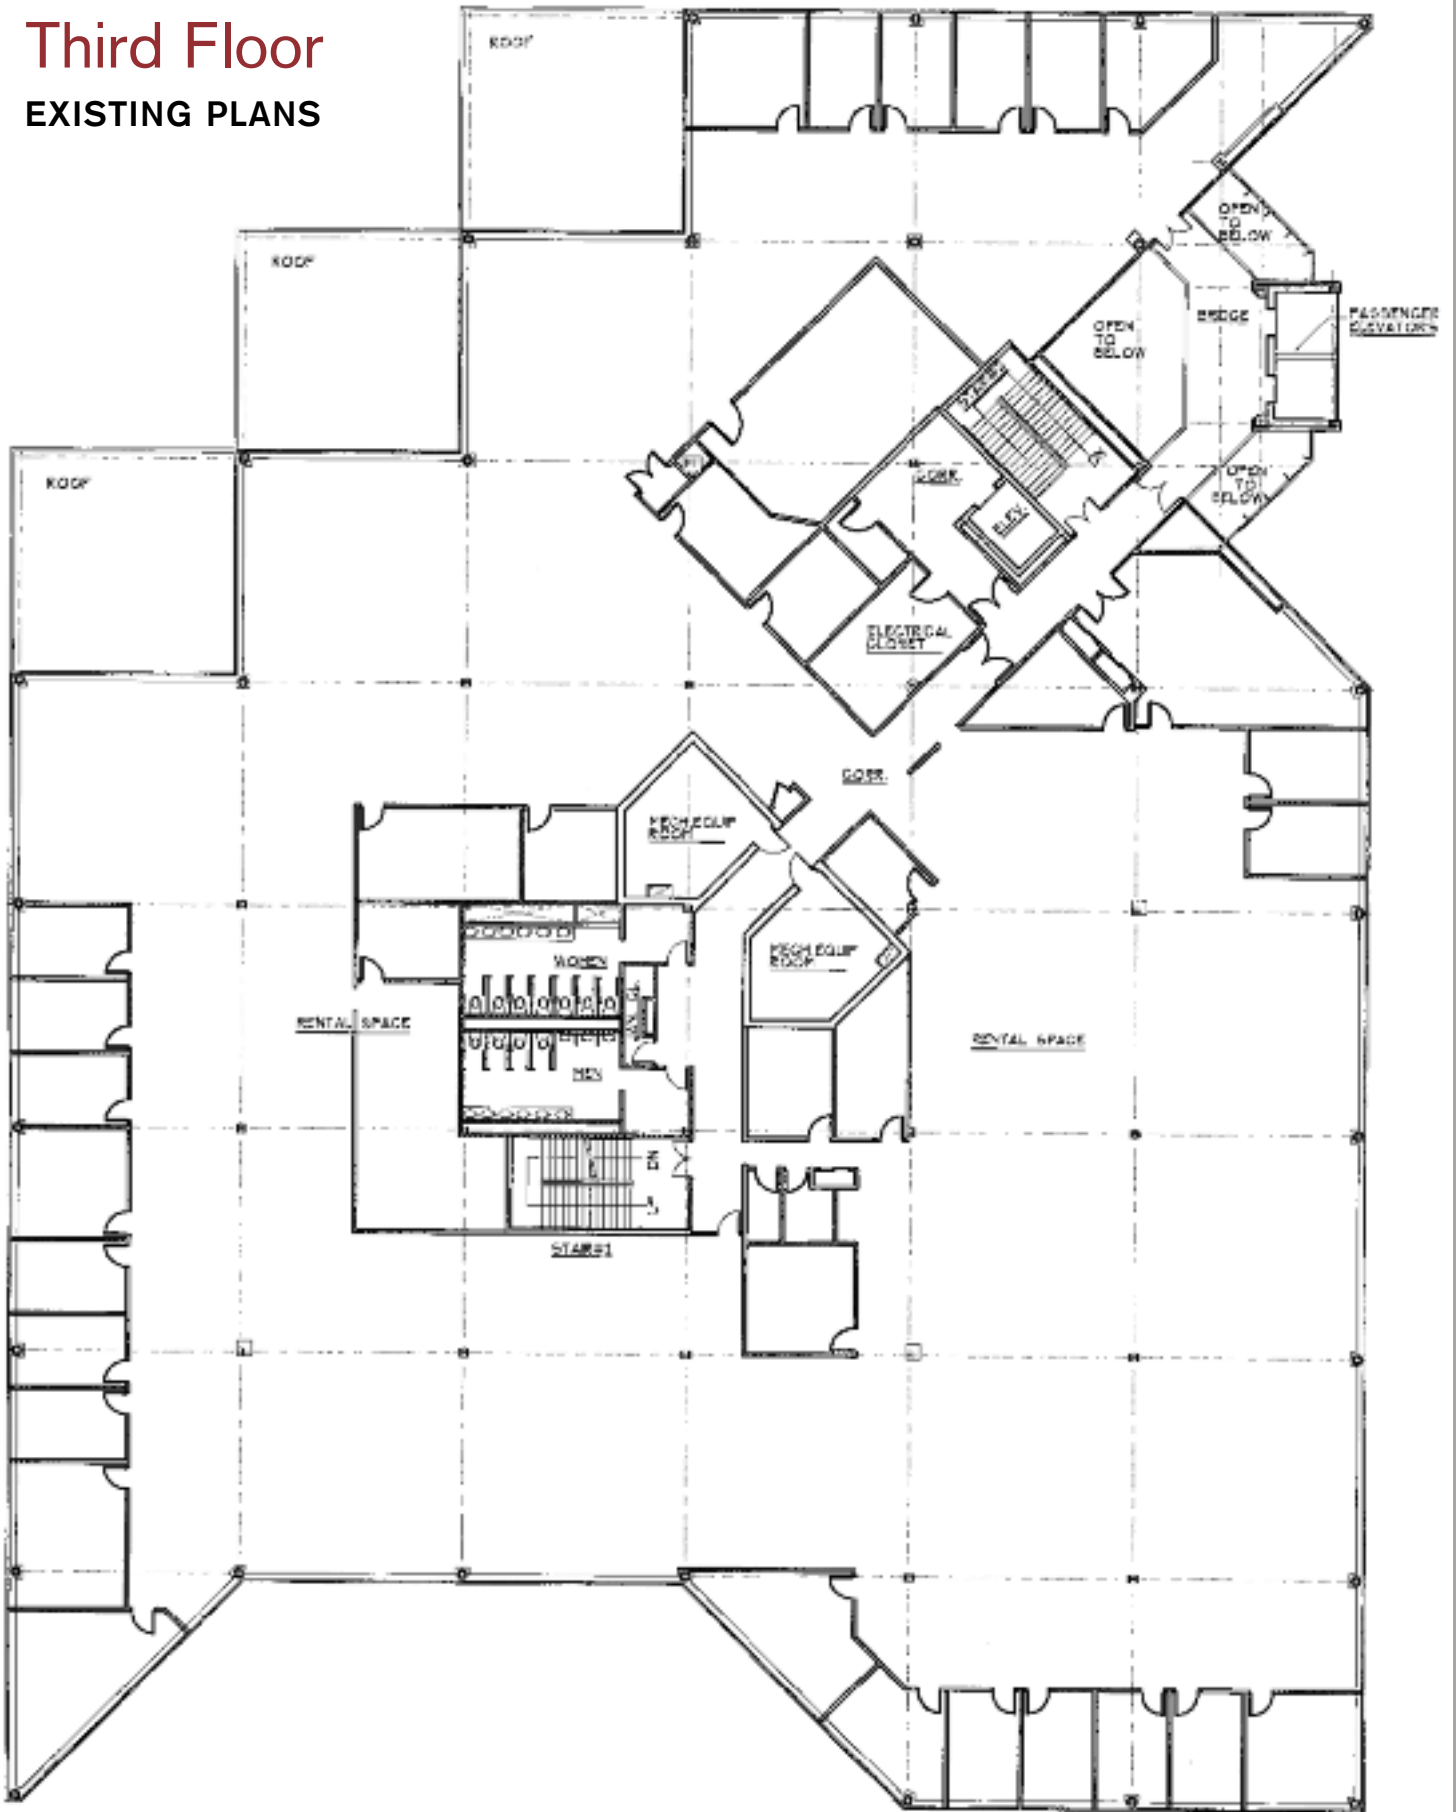 Third Floor
EXISTING PLANS
ROOF
ROOF
OPEN
TO
BELOW
BRIDGE
PASSENGER
ELEVATORS
OPEN
TO
BELOW
ROOF
CORR.
OPEN
TO
BELOW
ELEV.
ELECTRICAL
CLOSET
CORR.
MECH.EQUIP
ROOM
MECH.EQUIP
ROOM
WOMEN
RENTAL SPACE
RENTAL SPACE
MEN
DN
UP
STAIR#1